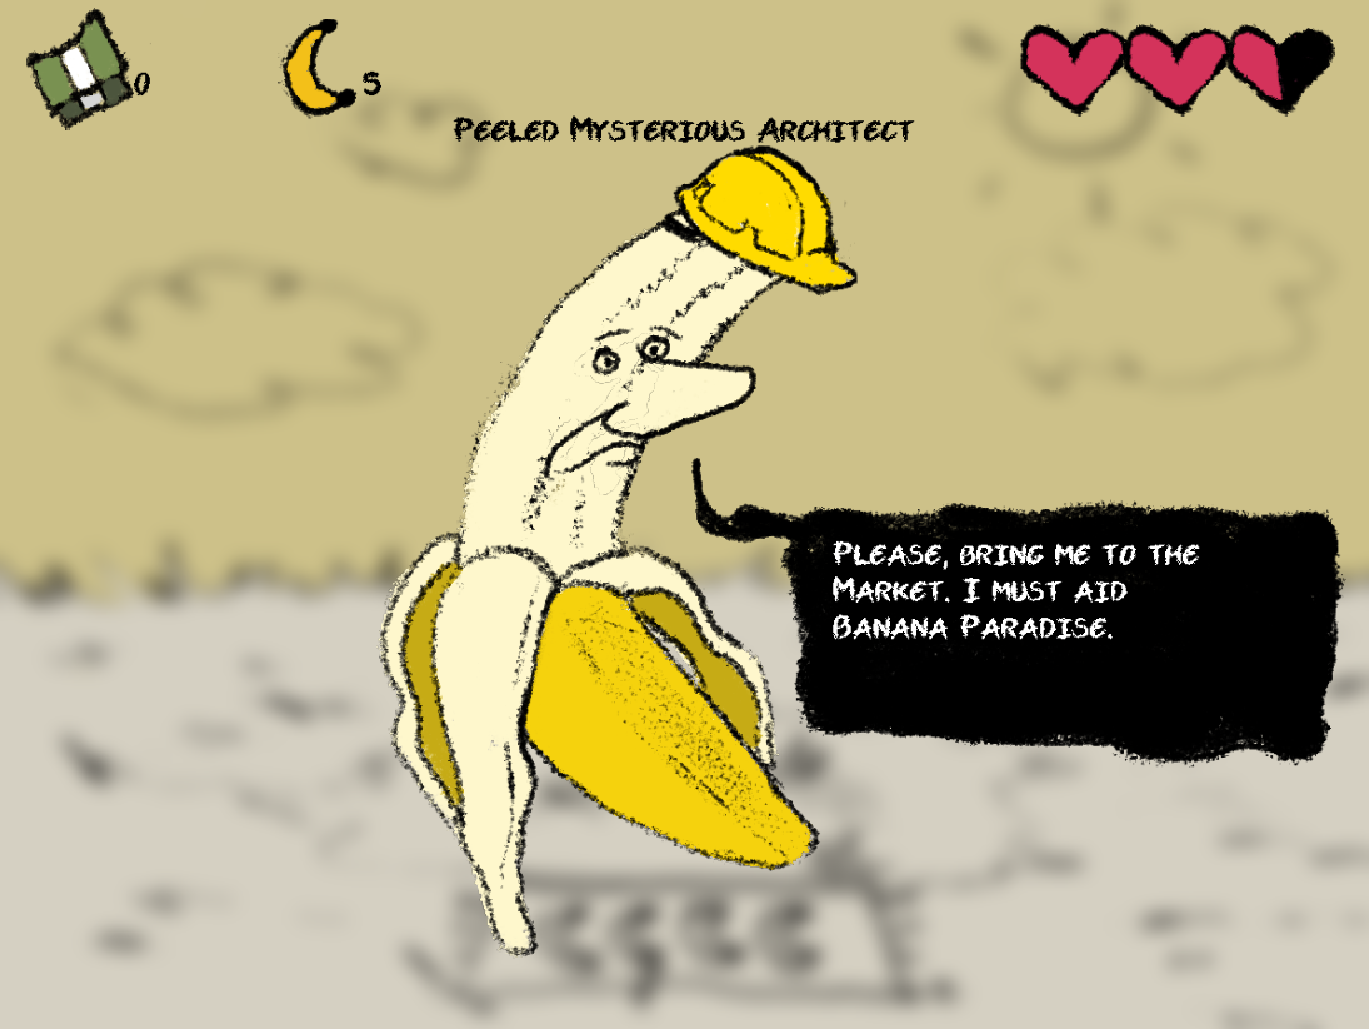 0
5
PEELED MYSTERIOUS ARCHITECT
PLEASE, BRING ME TO THE
MARKET. I MUST AID
BANANA PARADISE.